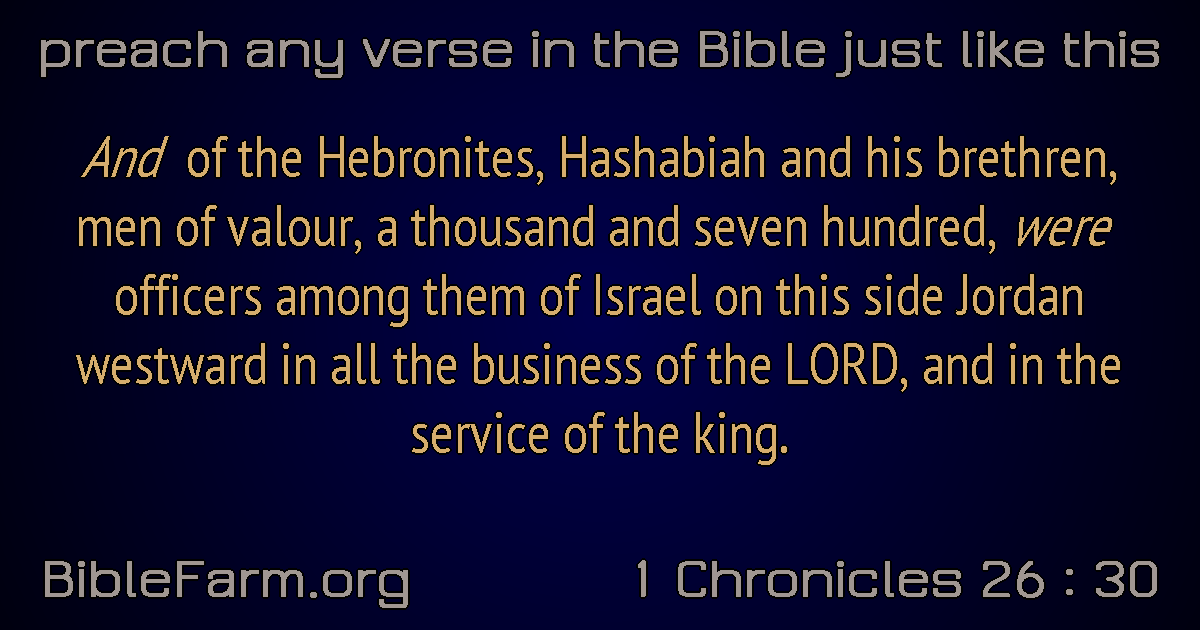 preach any verse in the Bible just like this
And of the Hebronites, Hashabiah and his brethren,
men of valour, a thousand and seven hundred, were
officers among them of Israel on this side Jordan
westward in all the business of the LORD, and in the
service of the king.
BibleFarm.org
1 Chronicles 26 : 30